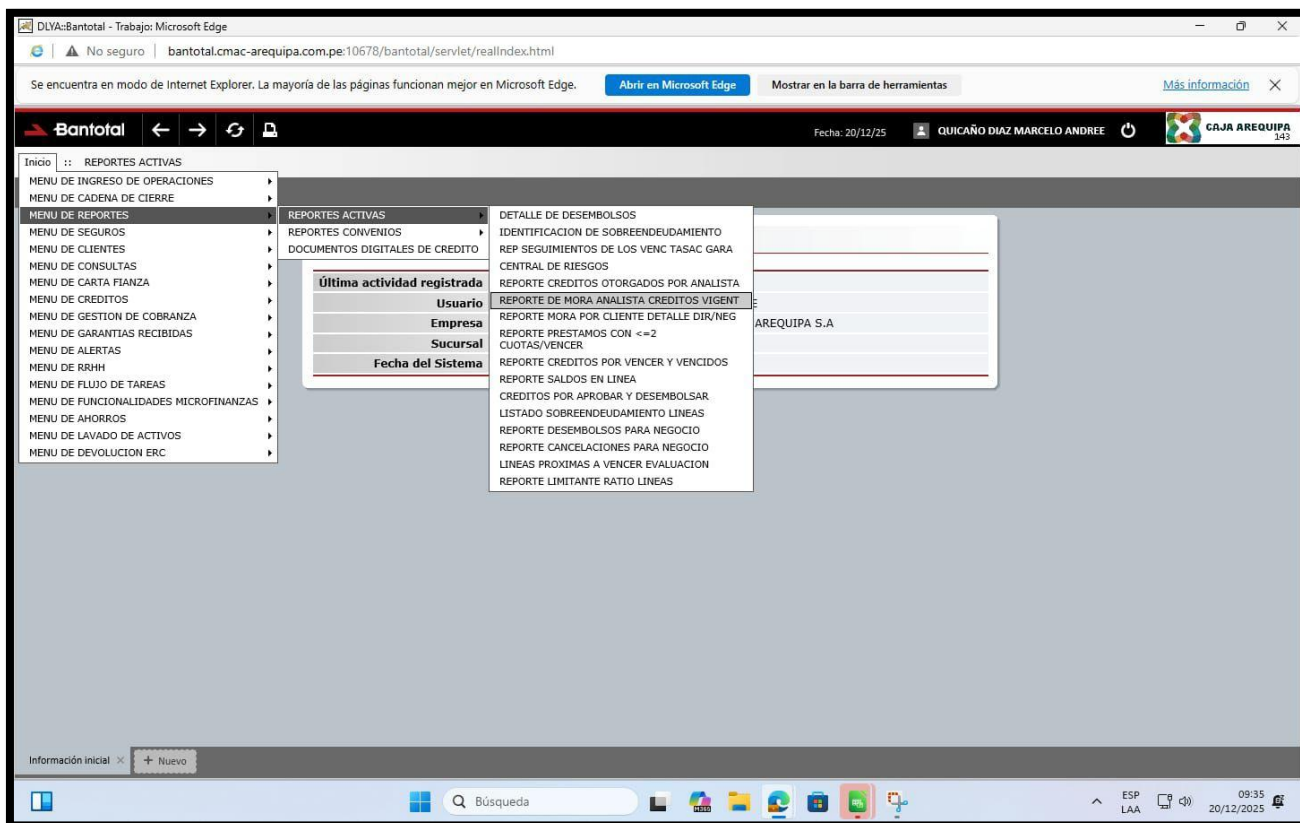 DLYA::Bantotal - Trabajo: Microsoft Edge
No seguro | bantotal.cmac-arequipa.com.pe:10678/bantotal/servlet/realIndex.html
Se encuentra en modo de Internet Explorer. La mayoría de las páginas funcionan mejor en Microsoft Edge. Abrir en Microsoft Edge Mostrar en la barra de herramientas Más información
Bantotal Fecha: 20/12/25 QUICAÑO DIAZ MARCELO ANDREE CAJA AREQUIPA
143
Inicio :: REPORTES ACTIVAS
MENU DE INGRESO DE OPERACIONES
MENU DE CADENA DE CIERRE
MENU DE REPORTES
MENU DE SEGUROS
MENU DE CLIENTES
MENU DE CONSULTAS
MENU DE CARTA FIANZA
MENU DE CREDITOS
MENU DE GESTION DE COBRANZA
MENU DE GARANTIAS RECIBIDAS
MENU DE ALERTAS
MENU DE RRHH
MENU DE FLUJO DE TAREAS
MENU DE FUNCIONALIDADES MICROFINANZAS
MENU DE AHORROS
MENU DE LAVADO DE ACTIVOS
MENU DE DEVOLUCION ERC
REPORTES ACTIVAS
REPORTES CONVENIOS
DOCUMENTOS DIGITALES DE CREDITO
DETALLE DE DESEMBOLSOS
IDENTIFICACION DE SOBREENDEUDAMIENTO
REP SEGUIMIENTOS DE LOS VENC TASAC GARA
CENTRAL DE RIESGOS
REPORTE CREDITOS OTORGADOS POR ANALISTA
REPORTE DE MORA ANALISTA CREDITOS VIGENT
REPORTE MORA POR CLIENTE DETALLE DIR/NEG
REPORTE PRESTAMOS CON <=2
CUOTAS/VENCER
REPORTE CREDITOS POR VENCER Y VENCIDOS
REPORTE SALDOS EN LINEA
CREDITOS POR APROBAR Y DESEMBOLSAR
LISTADO SOBREENDEUDAMIENTO LINEAS
REPORTE DESEMBOLSOS PARA NEGOCIO
REPORTE CANCELACIONES PARA NEGOCIO
LINEAS PROXIMAS A VENCER EVALUACION
REPORTE LIMITANTE RATIO LINEAS
Última actividad registrada
Usuario
Empresa AREQUIPA S.A
Sucursal
Fecha del Sistema
Información inicial + Nuevo
Búsqueda
M365
ESP
LAA
09:35
20/12/2025